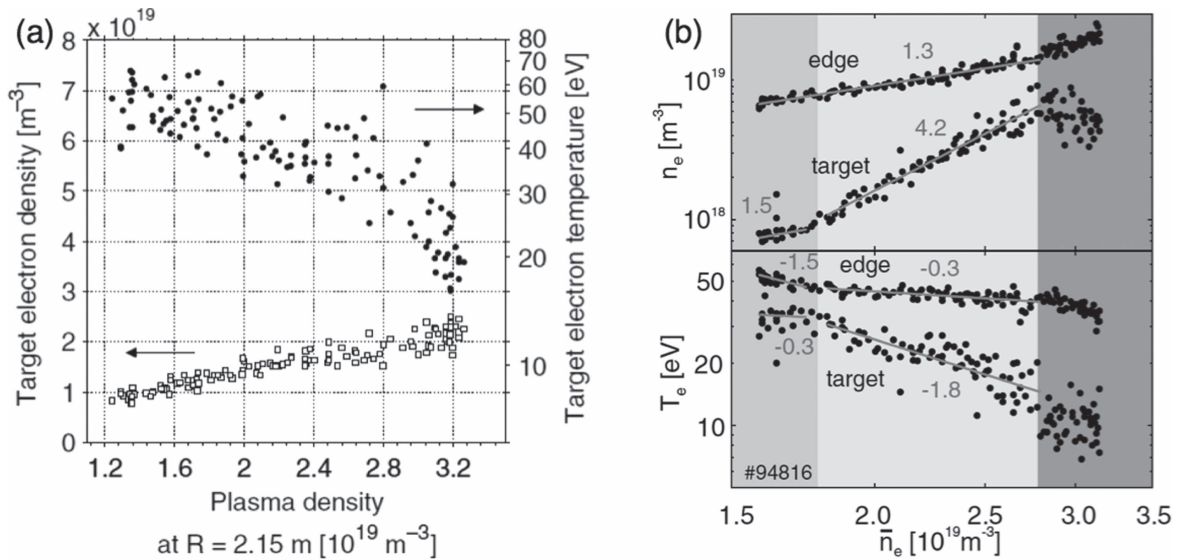 (a)
x 10^19
8
7
6
5
4
3
2
1
0
Target electron density [m⁻³]
80
70
60
50
40
30
20
10
Target electron temperature [eV]
1.2 1.6 2 2.4 2.8 3.2
Plasma density
at R = 2.15 m [10^19 m⁻³]
(b)
10^19
10^18
nₑ [m⁻³]
edge
1.3
4.2
target
1.5
-1.5
edge
-0.3
-0.3
target
-1.8
50
20
10
Tₑ [eV]
#94816
1.5 2.0 2.5 3.0 3.5
n̅ₑ [10^19m⁻³]